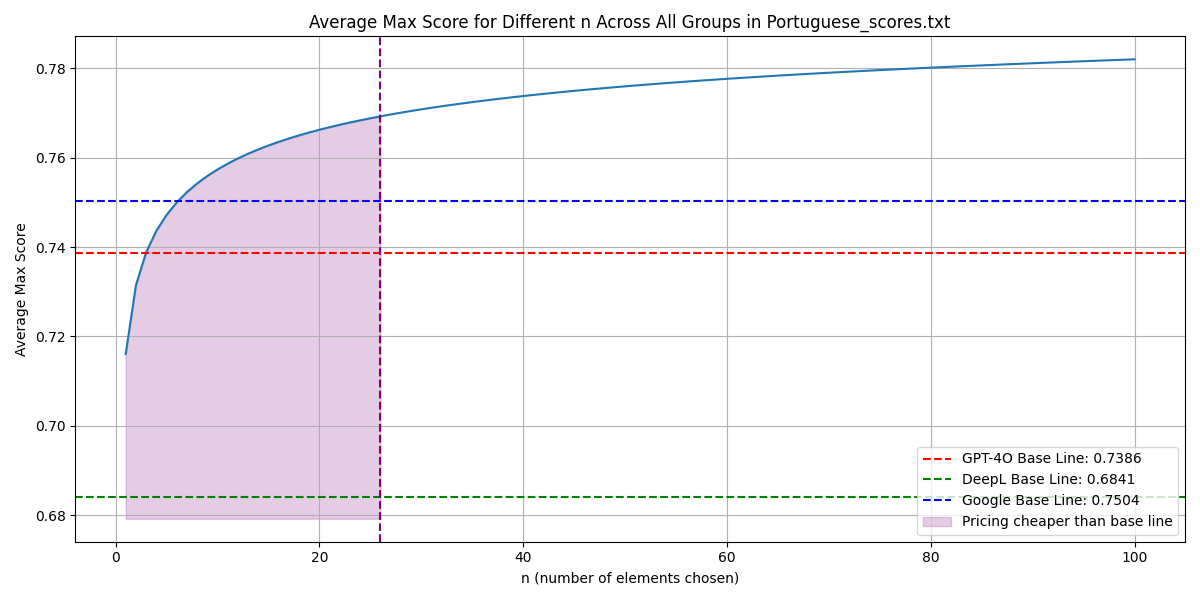 Average Max Score for Different n Across All Groups in Portuguese_scores.txt
Average Max Score
0.78
0.76
0.74
0.72
0.70
0.68
GPT-4O Base Line: 0.7386
DeepL Base Line: 0.6841
Google Base Line: 0.7504
Pricing cheaper than base line
0 20 40 60 80 100
n (number of elements chosen)